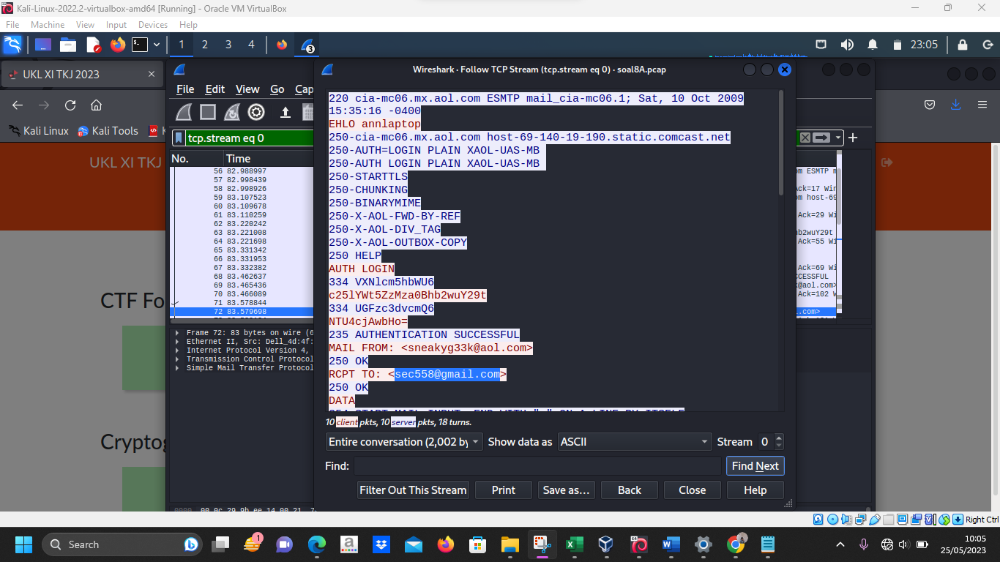 Kali-Linux-2022.2-virtualbox-amd64 [Running] - Oracle VM VirtualBox
File Machine View Input Devices Help
1 2 3 4 3 23:05
UKL XI TKJ 2023
Wireshark · Follow TCP Stream (tcp.stream eq 0) · soal8A.pcap
File Edit View Go Cap
Kali Linux Kali Tools
tcp.stream eq 0
UKL XI TKJ
No. Time
56 82.988997
57 82.998439
58 82.998926
59 83.107523
60 83.109678
61 83.110259
62 83.220242
63 83.221008
64 83.221698
65 83.331342
66 83.331953
67 83.332382
68 83.462637
69 83.465436
70 83.466089
71 83.578844
72 83.579698
Frame 72: 83 bytes on wire (6
Ethernet II, Src: Dell_4d:4f:
Internet Protocol Version 4,
Transmission Control Protocol
Simple Mail Transfer Protocol
220 cia-mc06.mx.aol.com ESMTP mail_cia-mc06.1; Sat, 10 Oct 2009
15:35:16 -0400
EHLO annlaptop
250-cia-mc06.mx.aol.com host-69-140-19-190.static.comcast.net
250-AUTH=LOGIN PLAIN XAOL-UAS-MB
250-AUTH LOGIN PLAIN XAOL-UAS-MB
250-STARTTLS
250-CHUNKING
250-BINARYMIME
250-X-AOL-FWD-BY-REF
250-X-AOL-DIV_TAG
250-X-AOL-OUTBOX-COPY
250 HELP
AUTH LOGIN
334 VXNlcm5hbWU6
c25lYWt5ZzMza0Bhb2wuY29t
334 UGFzc3dvcmQ6
NTU4cjAwbHo=
235 AUTHENTICATION SUCCESSFUL
MAIL FROM: <sneakyg33k@aol.com>
250 OK
RCPT TO: <sec558@gmail.com>
250 OK
DATA
10 client pkts, 10 server pkts, 18 turns.
Entire conversation (2,002 by Show data as ASCII Stream 0
Find: Find Next
Filter Out This Stream Print Save as... Back Close Help
m ESMTP m
Ack=17 Win
om host-69
Ack=29 Wi
hb2wuY29t
Ack=55 Wi
Ack=69 Wi
CCESSFUL
@aol.com>
Ack=102 W
.com>
CTF Fo
Cryptog
Right Ctrl
Search 1
10:05
25/05/2023